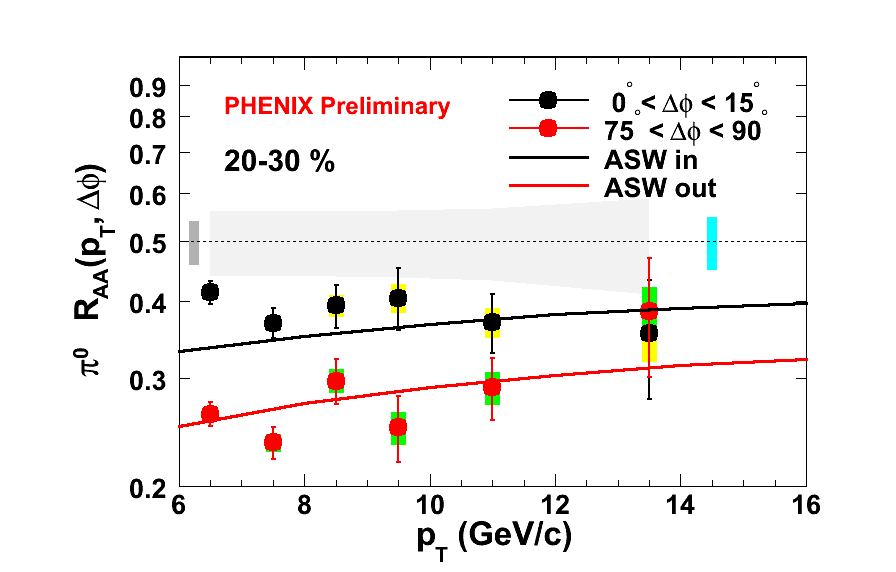 PHENIX Preliminary
20-30 %
0° < Δφ < 15°
75° < Δφ < 90°
ASW in
ASW out
π⁰ R_AA(p_T, Δφ)
0.9
0.8
0.7
0.6
0.5
0.4
0.3
0.2
6 8 10 12 14 16
p_T (GeV/c)